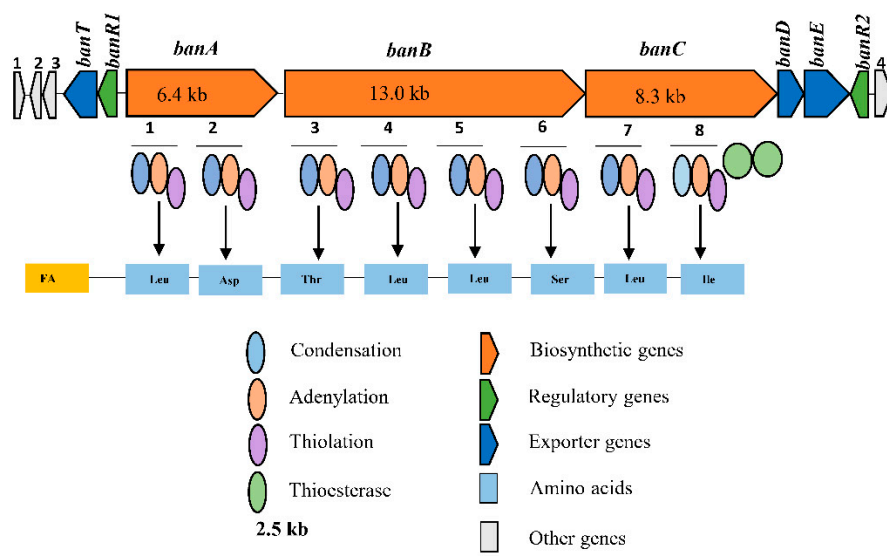 banT banR1 banA banB banC banD banE banR2
1 2 3 4
6.4 kb 13.0 kb 8.3 kb
1 2 3 4 5 6 7 8
FA Leu Asp Thr Leu Leu Ser Leu Ile
Condensation Biosynthetic genes
Adenylation Regulatory genes
Thiolation Exporter genes
Thioesterase Amino acids
2.5 kb
Other genes